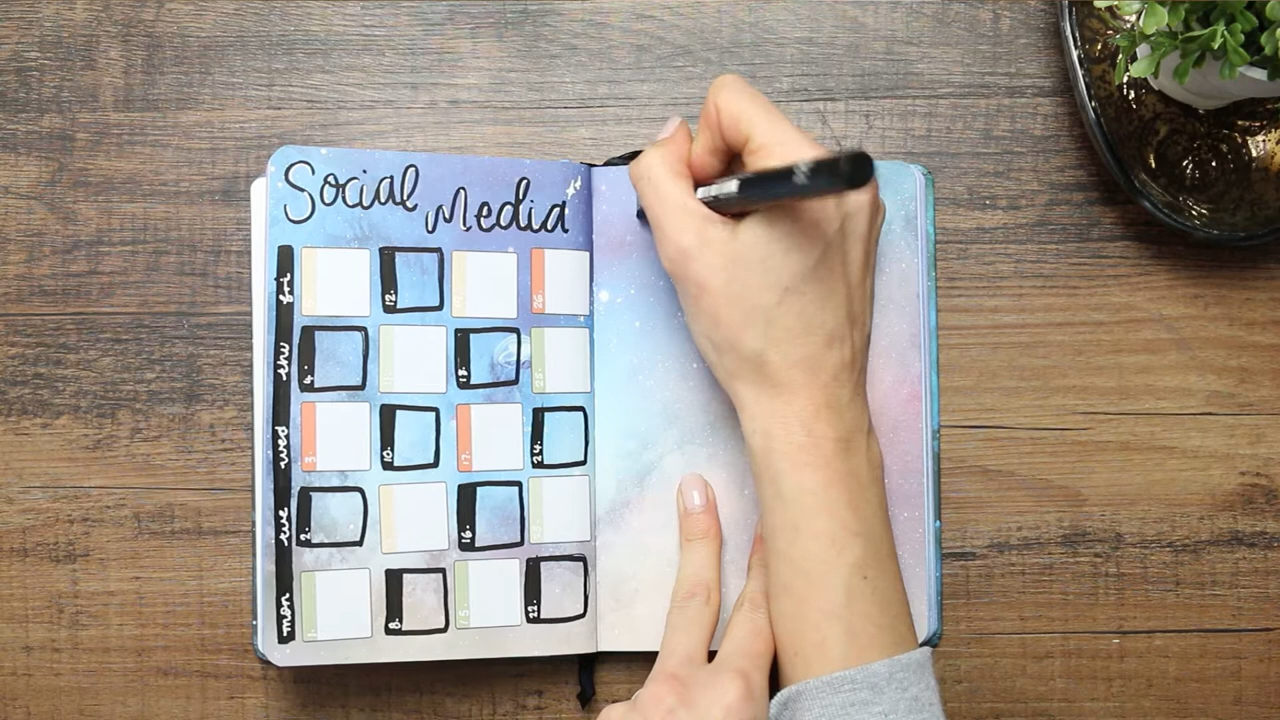 Social Media
fri 12. 26.
thu 4. 18. 25.
wed 3. 10. 17. 24.
tue 2. 16. 23.
mon 1. 8. 15. 22.